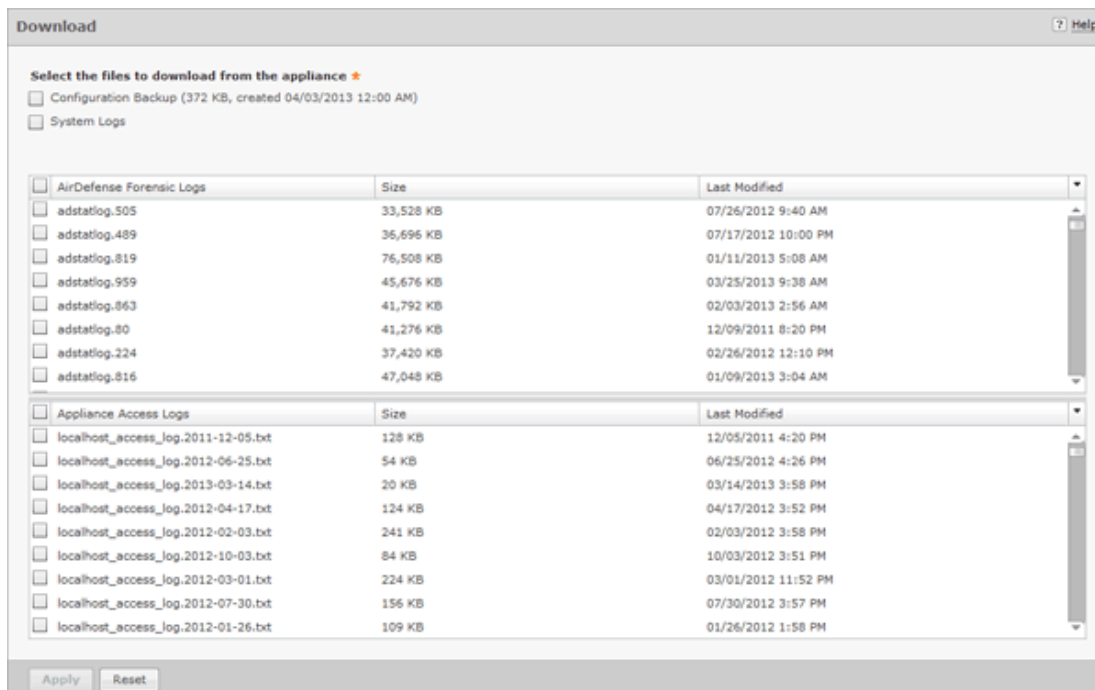 Download
? Help
Select the files to download from the appliance *
Configuration Backup (372 KB, created 04/03/2013 12:00 AM)
System Logs
AirDefense Forensic Logs Size Last Modified
adstatlog.505 33,528 KB 07/26/2012 9:40 AM
adstatlog.489 36,696 KB 07/17/2012 10:00 PM
adstatlog.819 76,508 KB 01/11/2013 5:08 AM
adstatlog.959 45,676 KB 03/25/2013 9:38 AM
adstatlog.863 41,792 KB 02/03/2013 2:56 AM
adstatlog.80 41,276 KB 12/09/2011 8:20 PM
adstatlog.224 37,420 KB 02/26/2012 12:10 PM
adstatlog.816 47,048 KB 01/09/2013 3:04 AM
Appliance Access Logs Size Last Modified
localhost_access_log.2011-12-05.txt 128 KB 12/05/2011 4:20 PM
localhost_access_log.2012-06-25.txt 54 KB 06/25/2012 4:26 PM
localhost_access_log.2013-03-14.txt 20 KB 03/14/2013 3:58 PM
localhost_access_log.2012-04-17.txt 124 KB 04/17/2012 3:52 PM
localhost_access_log.2012-02-03.txt 241 KB 02/03/2012 3:58 PM
localhost_access_log.2012-10-03.txt 84 KB 10/03/2012 3:51 PM
localhost_access_log.2012-03-01.txt 224 KB 03/01/2012 11:52 PM
localhost_access_log.2012-07-30.txt 156 KB 07/30/2012 3:57 PM
localhost_access_log.2012-01-26.txt 109 KB 01/26/2012 1:58 PM
Apply Reset